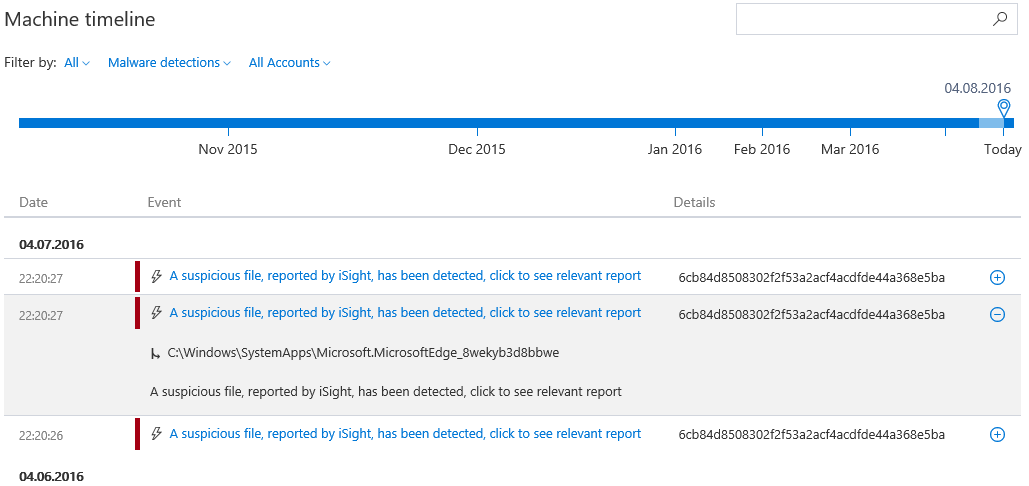 Machine timeline
Filter by: All Malware detections All Accounts
04.08.2016
Nov 2015 Dec 2015 Jan 2016 Feb 2016 Mar 2016 Today
Date Event Details
04.07.2016
22:20:27 A suspicious file, reported by iSight, has been detected, click to see relevant report 6cb84d8508302f2f53a2acf4acdfde44a368e5ba
22:20:27 A suspicious file, reported by iSight, has been detected, click to see relevant report 6cb84d8508302f2f53a2acf4acdfde44a368e5ba
C:\Windows\SystemApps\Microsoft.MicrosoftEdge_8wekyb3d8bbwe
A suspicious file, reported by iSight, has been detected, click to see relevant report
22:20:26 A suspicious file, reported by iSight, has been detected, click to see relevant report 6cb84d8508302f2f53a2acf4acdfde44a368e5ba
04.06.2016